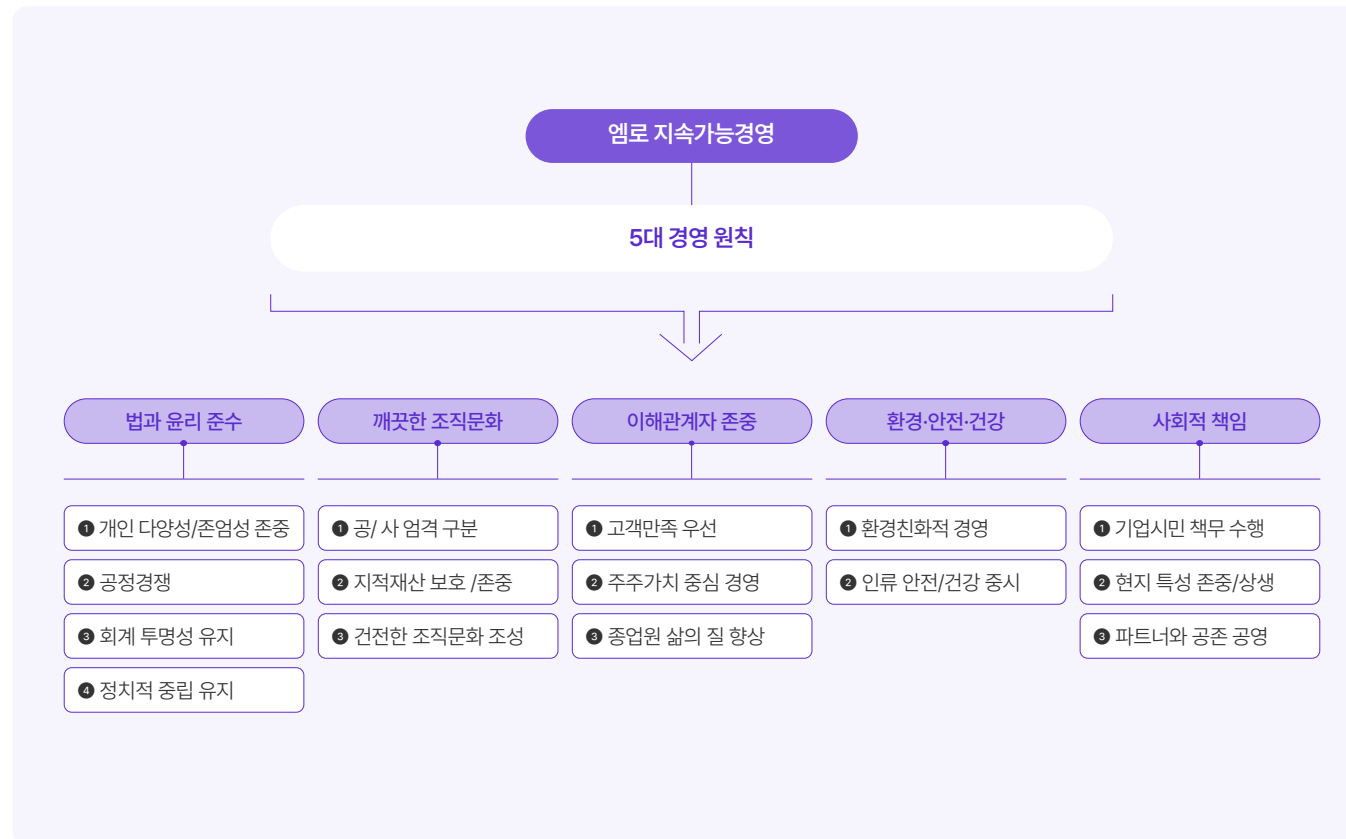 엠로 지속가능경영
5대 경영 원칙
법과 윤리 준수
❶ 개인 다양성/존엄성 존중
❷ 공정경쟁
❸ 회계 투명성 유지
❹ 정치적 중립 유지
깨끗한 조직문화
❶ 공/ 사 엄격 구분
❷ 지적재산 보호 /존중
❸ 건전한 조직문화 조성
이해관계자 존중
❶ 고객만족 우선
❷ 주주가치 중심 경영
❸ 종업원 삶의 질 향상
환경·안전·건강
❶ 환경친화적 경영
❷ 인류 안전/건강 중시
사회적 책임
❶ 기업시민 책무 수행
❷ 현지 특성 존중/상생
❸ 파트너와 공존 공영